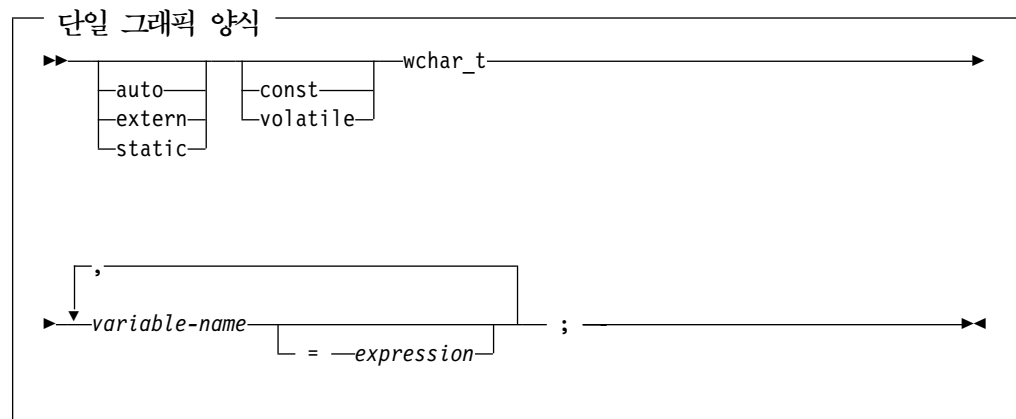 단일 그래픽 양식
wchar_t
auto const
extern volatile
static
,
variable-name ;
= expression